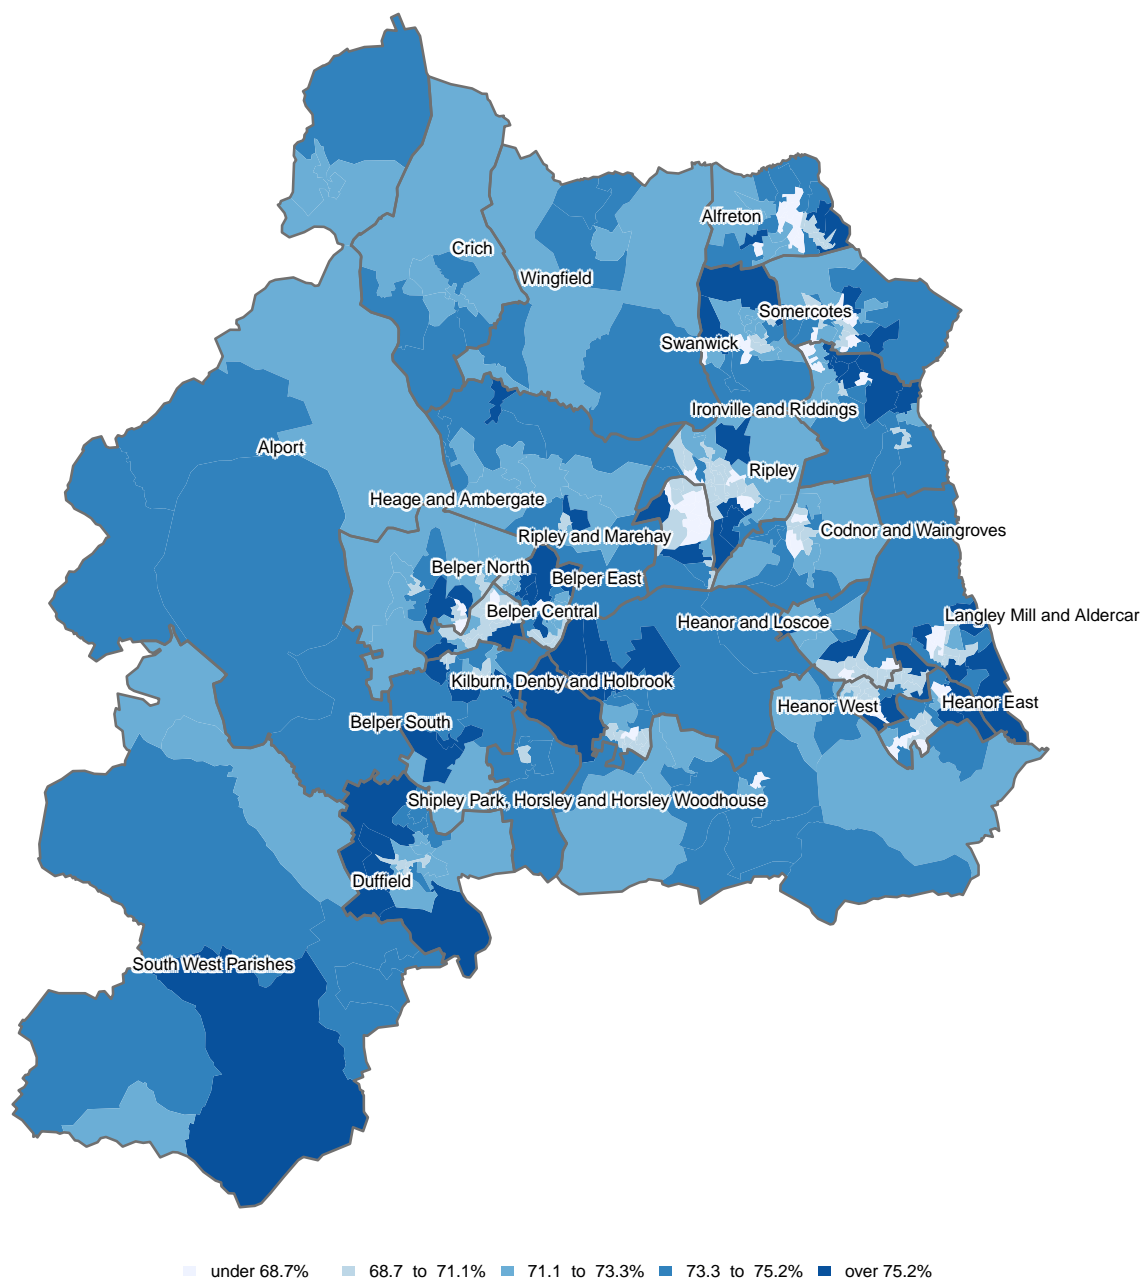 Alfreton
Crich
Wingfield
Somercotes
Swanwick
Ironville and Riddings
Alport
Ripley
Heage and Ambergate
Codnor and Waingroves
Ripley and Marehay
Belper North
Belper East
Belper Central
Langley Mill and Aldercar
Heanor and Loscoe
Kilburn, Denby and Holbrook
Heanor East
Heanor West
Belper South
Shipley Park, Horsley and Horsley Woodhouse
Duffield
South West Parishes
under 68.7% 68.7 to 71.1% 71.1 to 73.3% 73.3 to 75.2% over 75.2%